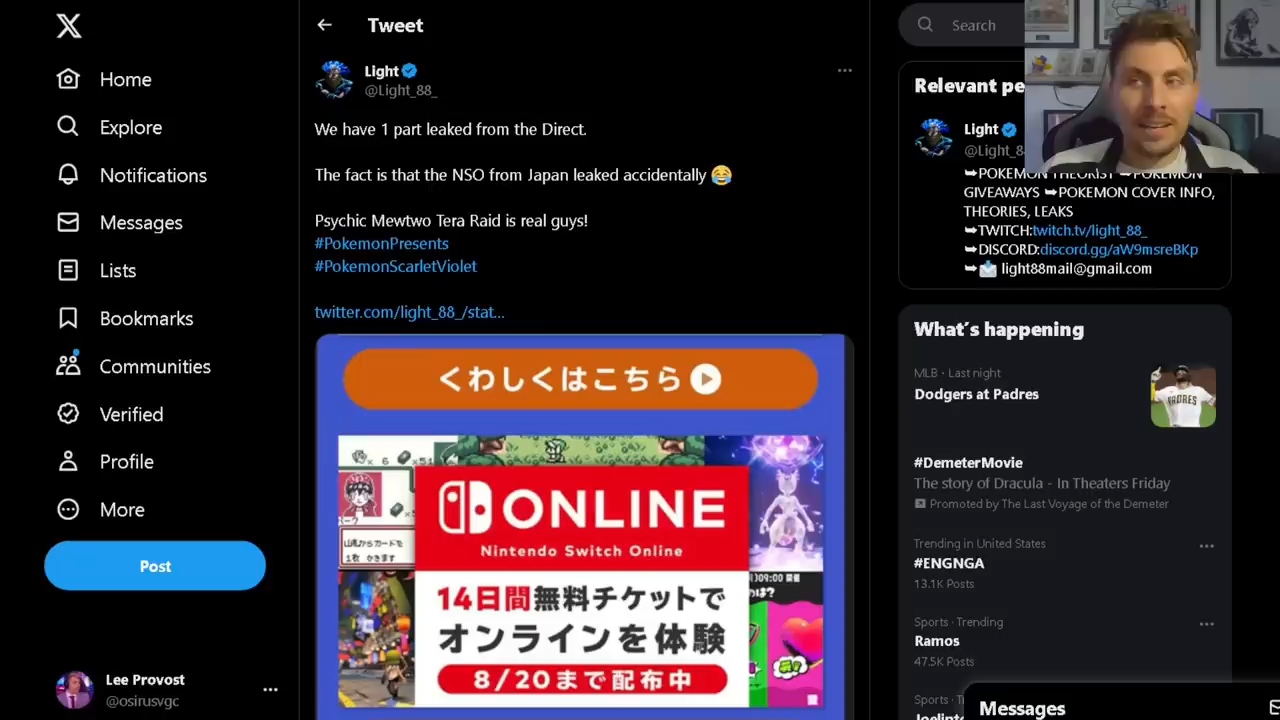 Home
Explore
Notifications
Messages
Lists
Bookmarks
Communities
Verified
Profile
More
Post
Lee Provost
@osirusvgc
Tweet
Light
@Light_88_
We have 1 part leaked from the Direct.
The fact is that the NSO from Japan leaked accidentally 😂
Psychic Mewtwo Tera Raid is real guys!
#PokemonPresents
#PokemonScarletViolet
twitter.com/light_88_/stat...
くわしくはこちら
ONLINE
Nintendo Switch Online
14日間無料チケットで
オンラインを体験
8/20まで配布中
Search
Relevant pe
Light
@Light_8
➥POKEMON THEORIST ➥POKEMON
GIVEAWAYS ➥POKEMON COVER INFO,
THEORIES, LEAKS
➥TWITCH:twitch.tv/light_88_
➥DISCORD:discord.gg/aW9msreBKp
➥📩 light88mail@gmail.com
What's happening
MLB · Last night
Dodgers at Padres
PADRES
#DemeterMovie
The story of Dracula - In Theaters Friday
Promoted by The Last Voyage of the Demeter
Trending in United States
#ENGNGA
13.1K Posts
Sports · Trending
Ramos
47.5K Posts
Sports · T
Messages